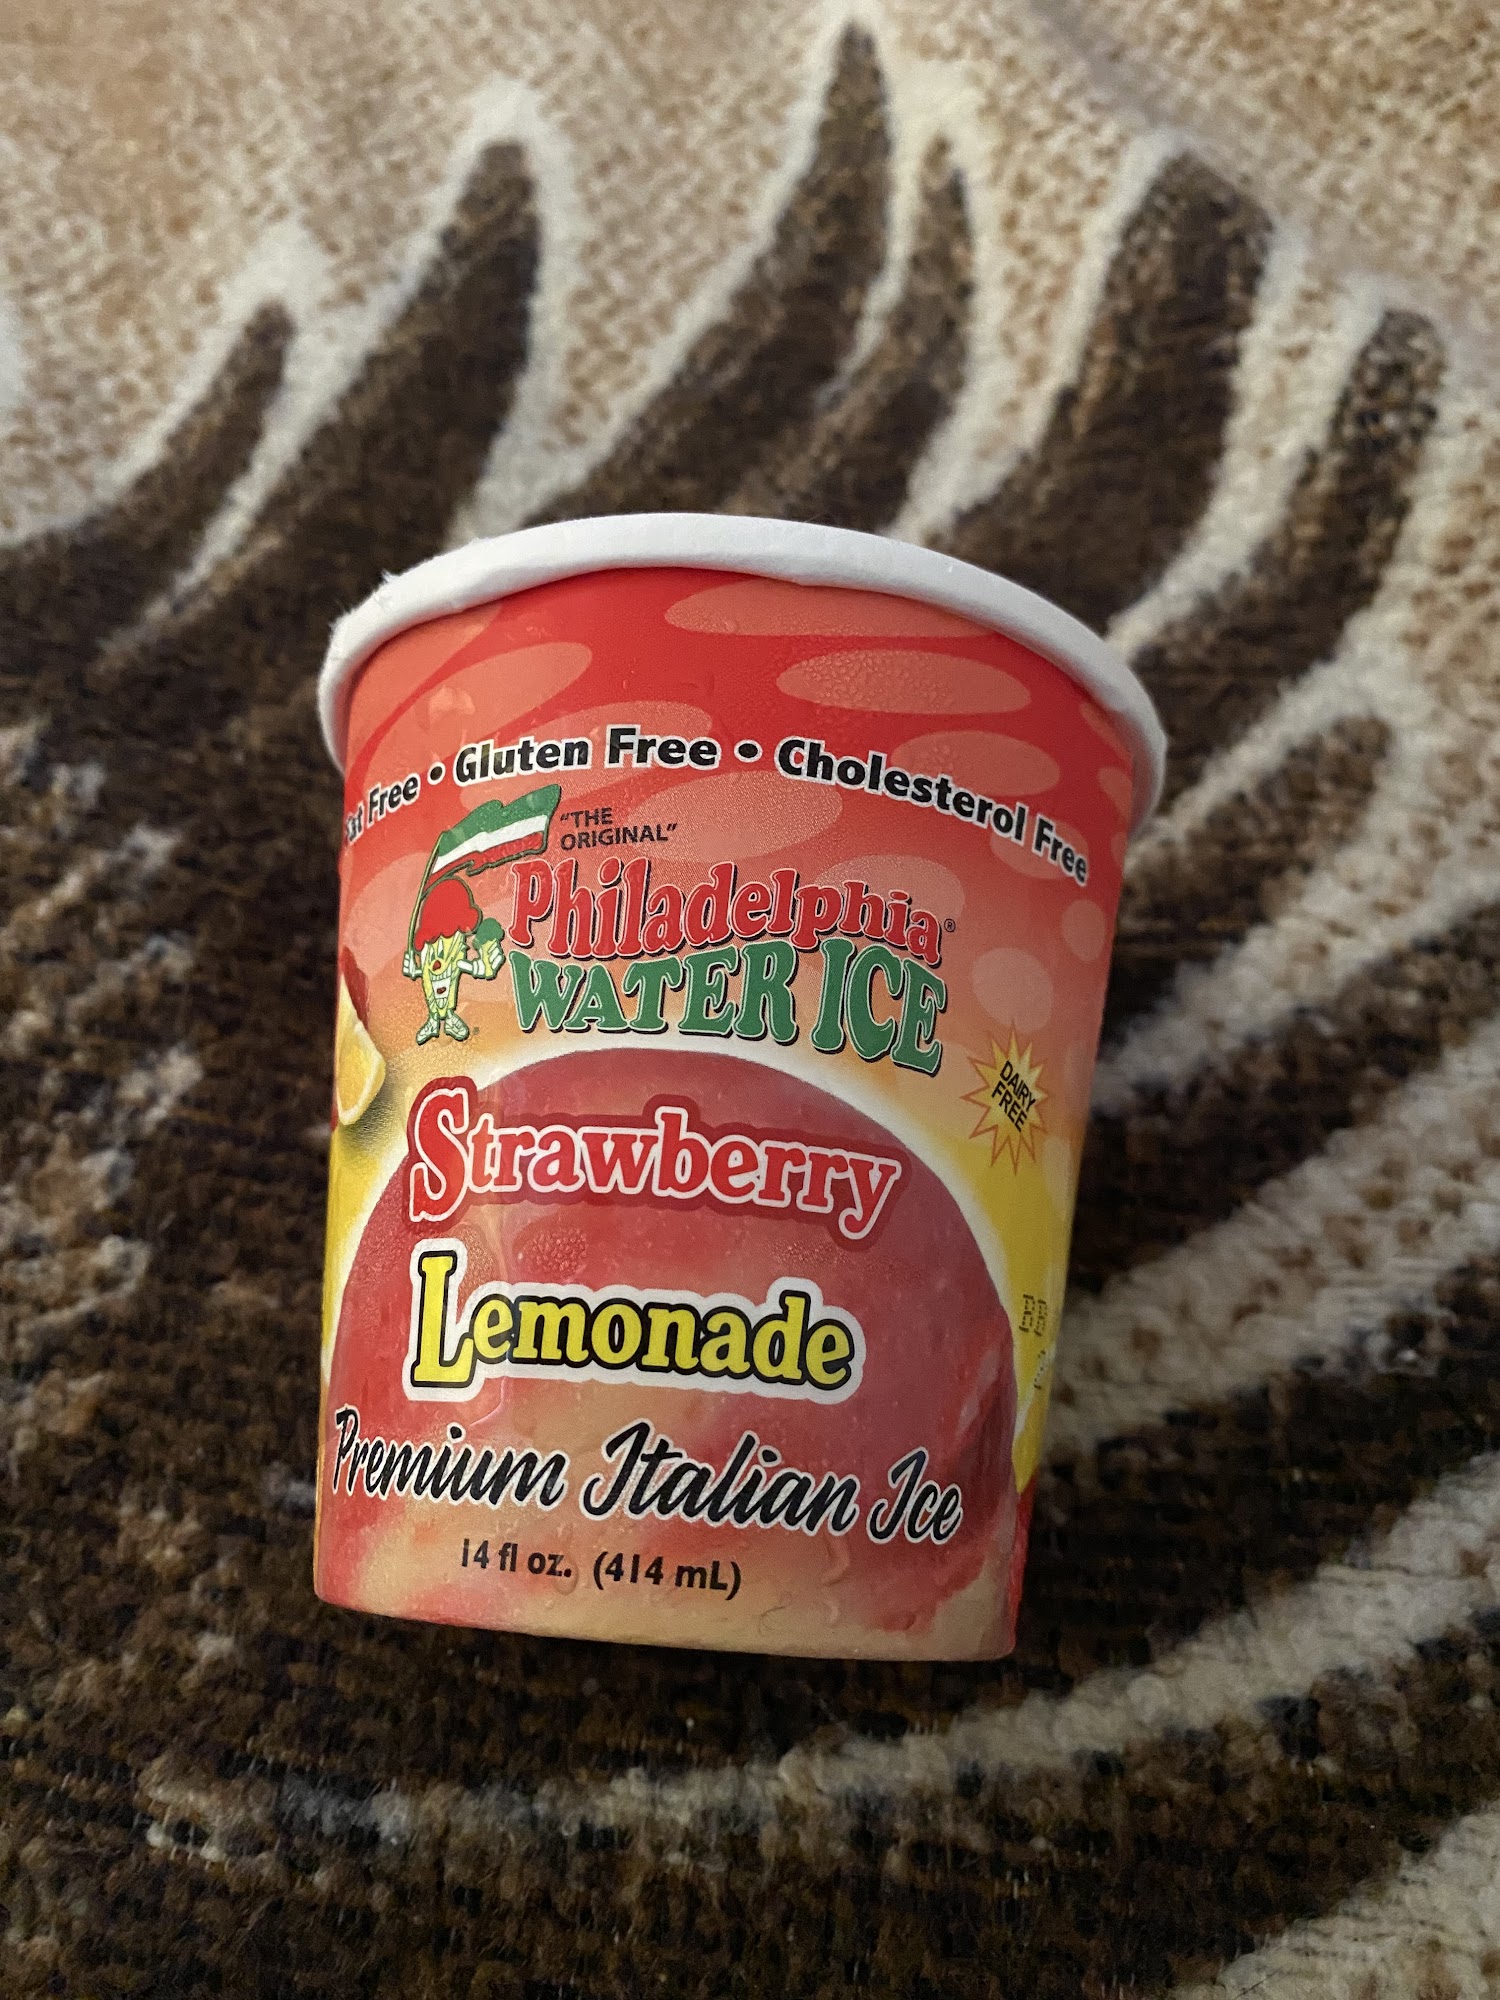 Free • Gluten Free • Cholesterol Free
"THE
ORIGINAL"
Philadelphia®
WATER ICE
DAIRY
FREE
Strawberry
Lemonade
Premium Italian Ice
14 fl oz. (414 mL)